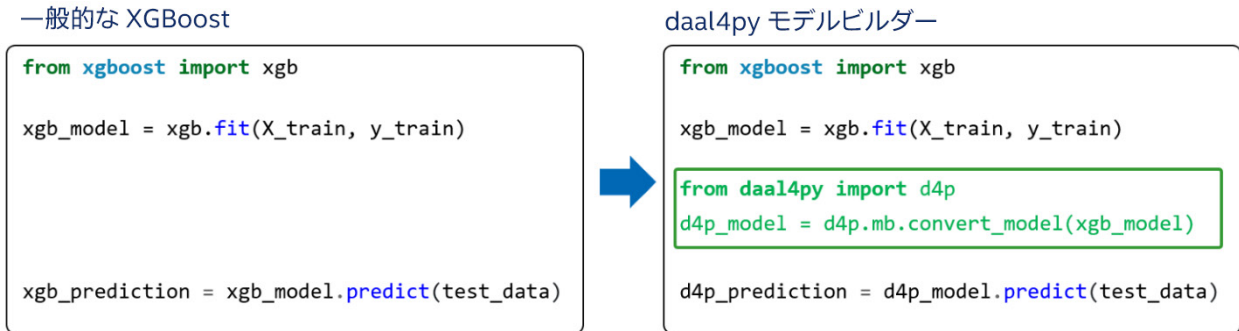 一般的な XGBoost
from xgboost import xgb
xgb_model = xgb.fit(X_train, y_train)
xgb_prediction = xgb_model.predict(test_data)
daal4py モデルビルダー
from xgboost import xgb
xgb_model = xgb.fit(X_train, y_train)
from daal4py import d4p
d4p_model = d4p.mb.convert_model(xgb_model)
d4p_prediction = d4p_model.predict(test_data)